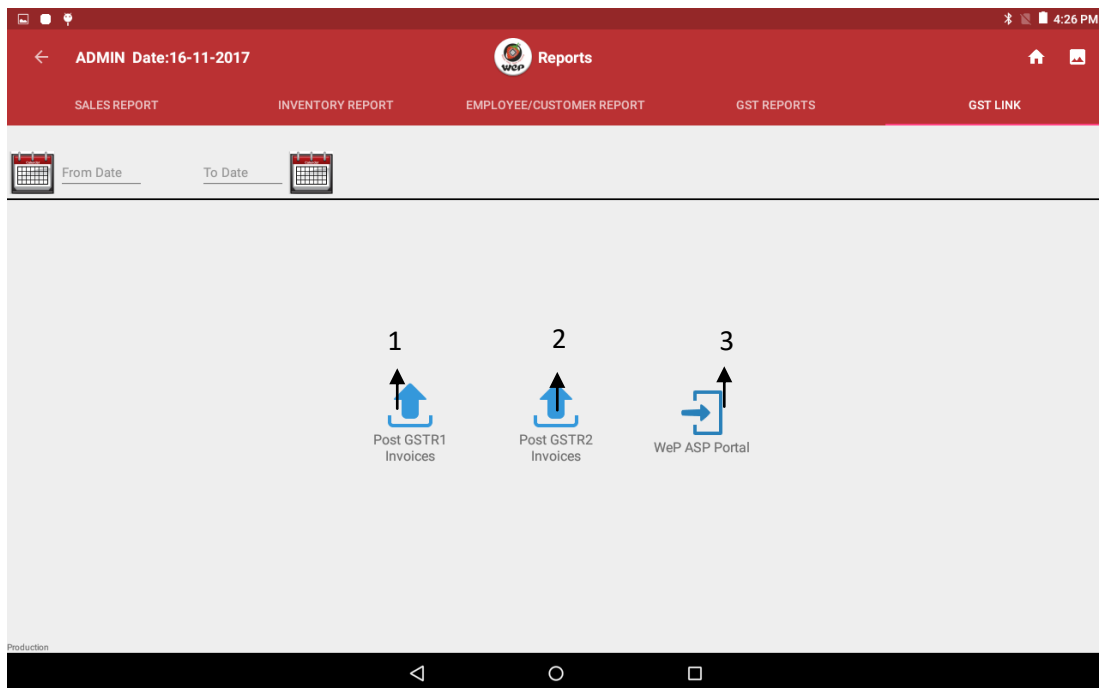 4:26 PM
ADMIN Date:16-11-2017
wep
Reports
SALES REPORT
INVENTORY REPORT
EMPLOYEE/CUSTOMER REPORT
GST REPORTS
GST LINK
From Date
To Date
1
2
3
Post GSTR1
Invoices
Post GSTR2
Invoices
WeP ASP Portal
Production